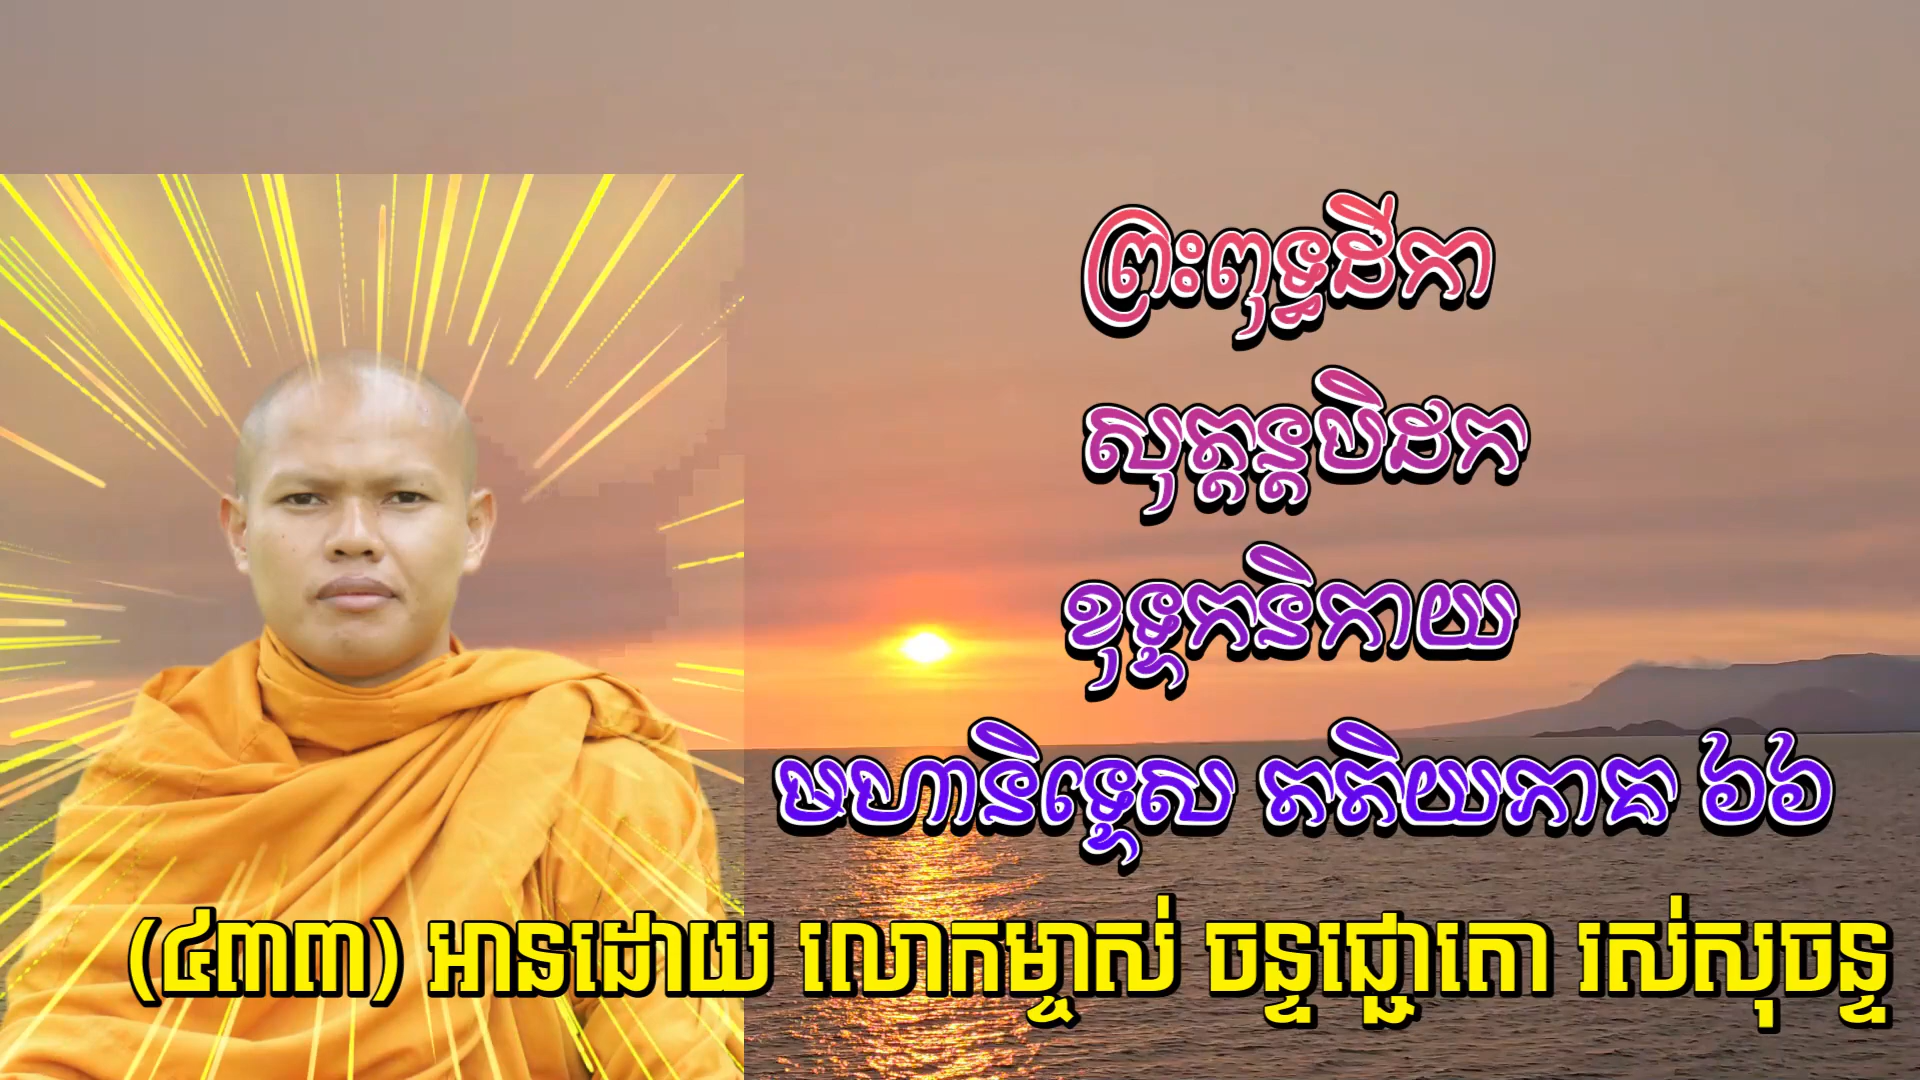 ព្រះពុទ្ធដីកា
សុត្តន្តបិដក
ខុទ្ទកនិកាយ
មហានិទ្ទេស តតិយភាគ ៦៦
(៥៣៣) អានដោយ លោកម្ចាស់ ចន្ទជ្ឆោតោ រស់សុចន្ទ